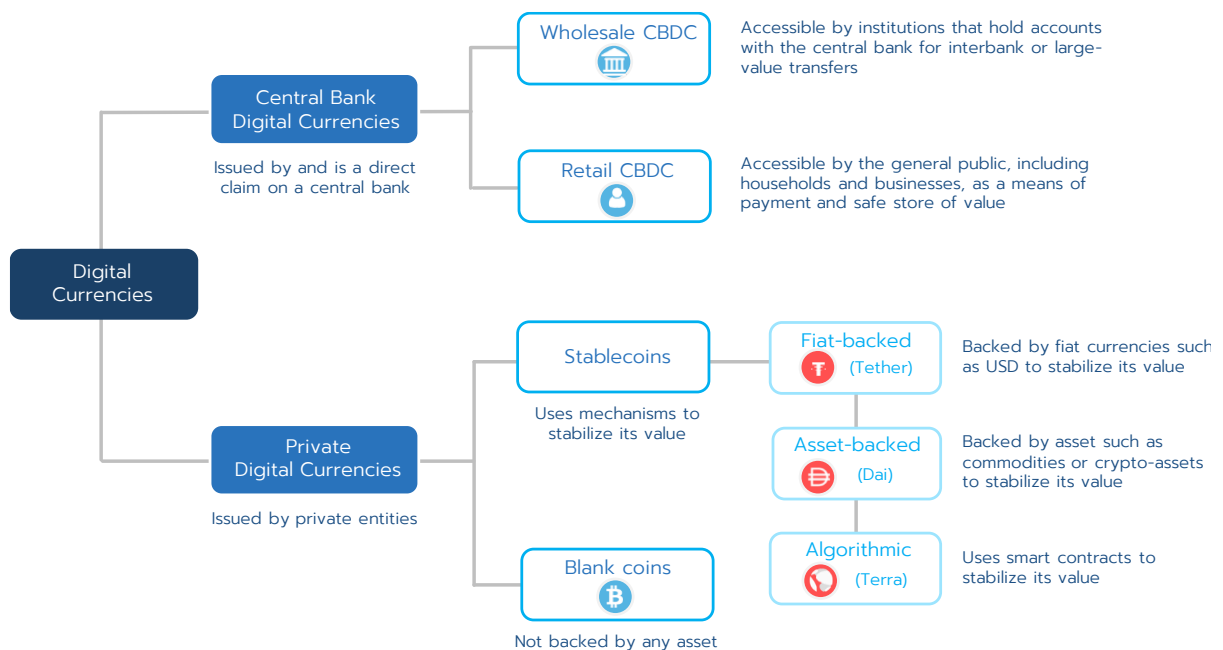 Wholesale CBDC
Accessible by institutions that hold accounts
with the central bank for interbank or large-
value transfers
Central Bank
Digital Currencies
Issued by and is a direct
claim on a central bank
Retail CBDC
Accessible by the general public, including
households and businesses, as a means of
payment and safe store of value
Digital
Currencies
Private
Digital Currencies
Issued by private entities
Stablecoins
Uses mechanisms to
stabilize its value
Fiat-backed
(Tether)
Backed by fiat currencies such
as USD to stabilize its value
Asset-backed
(Dai)
Backed by asset such as
commodities or crypto-assets
to stabilize its value
Algorithmic
(Terra)
Uses smart contracts to
stabilize its value
Blank coins
Not backed by any asset